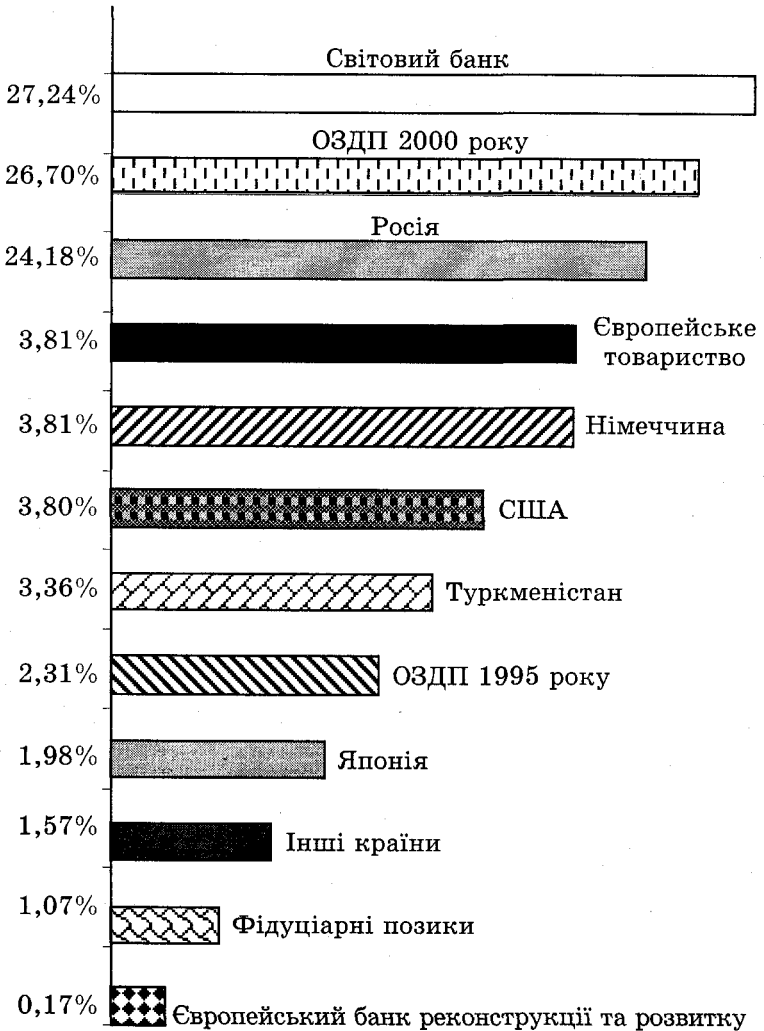 Світовий банк
27,24%
ОЗДП 2000 року
26,70%
Росія
24,18%
3,81%
Європейське
товариство
3,81%
Німеччина
3,80%
США
3,36%
Туркменістан
2,31%
ОЗДП 1995 року
1,98%
Японія
1,57%
Інші країни
1,07%
Фідуціарні позики
0,17%
Європейський банк реконструкції та розвитку